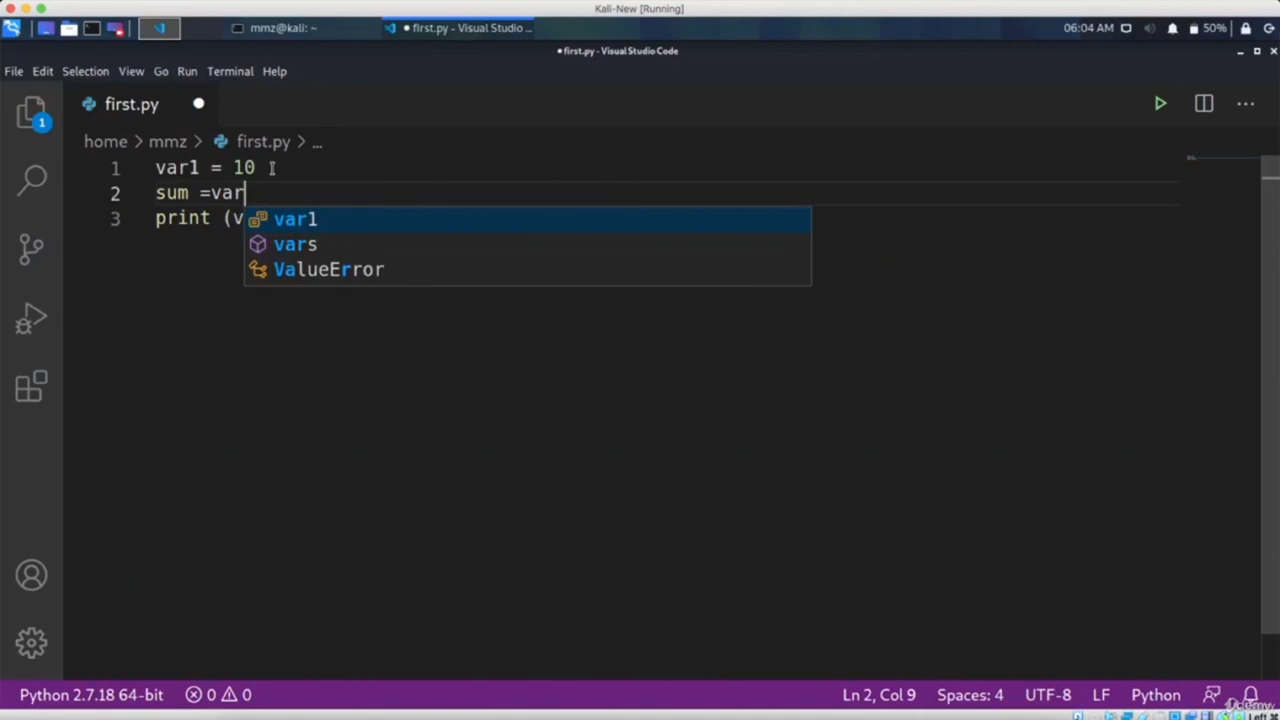 Kali-New [Running]
mmz@kali: ~
first.py - Visual Studio ...
06:04 AM
50%
first.py - Visual Studio Code
File Edit Selection View Go Run Terminal Help
first.py
home > mmz > first.py > ...
1 var1 = 10
2 sum =var
3 print (v
var1
vars
ValueError
1
Python 2.7.18 64-bit 0 0 Ln 2, Col 9 Spaces: 4 UTF-8 LF Python
Udemy
Left ⌘